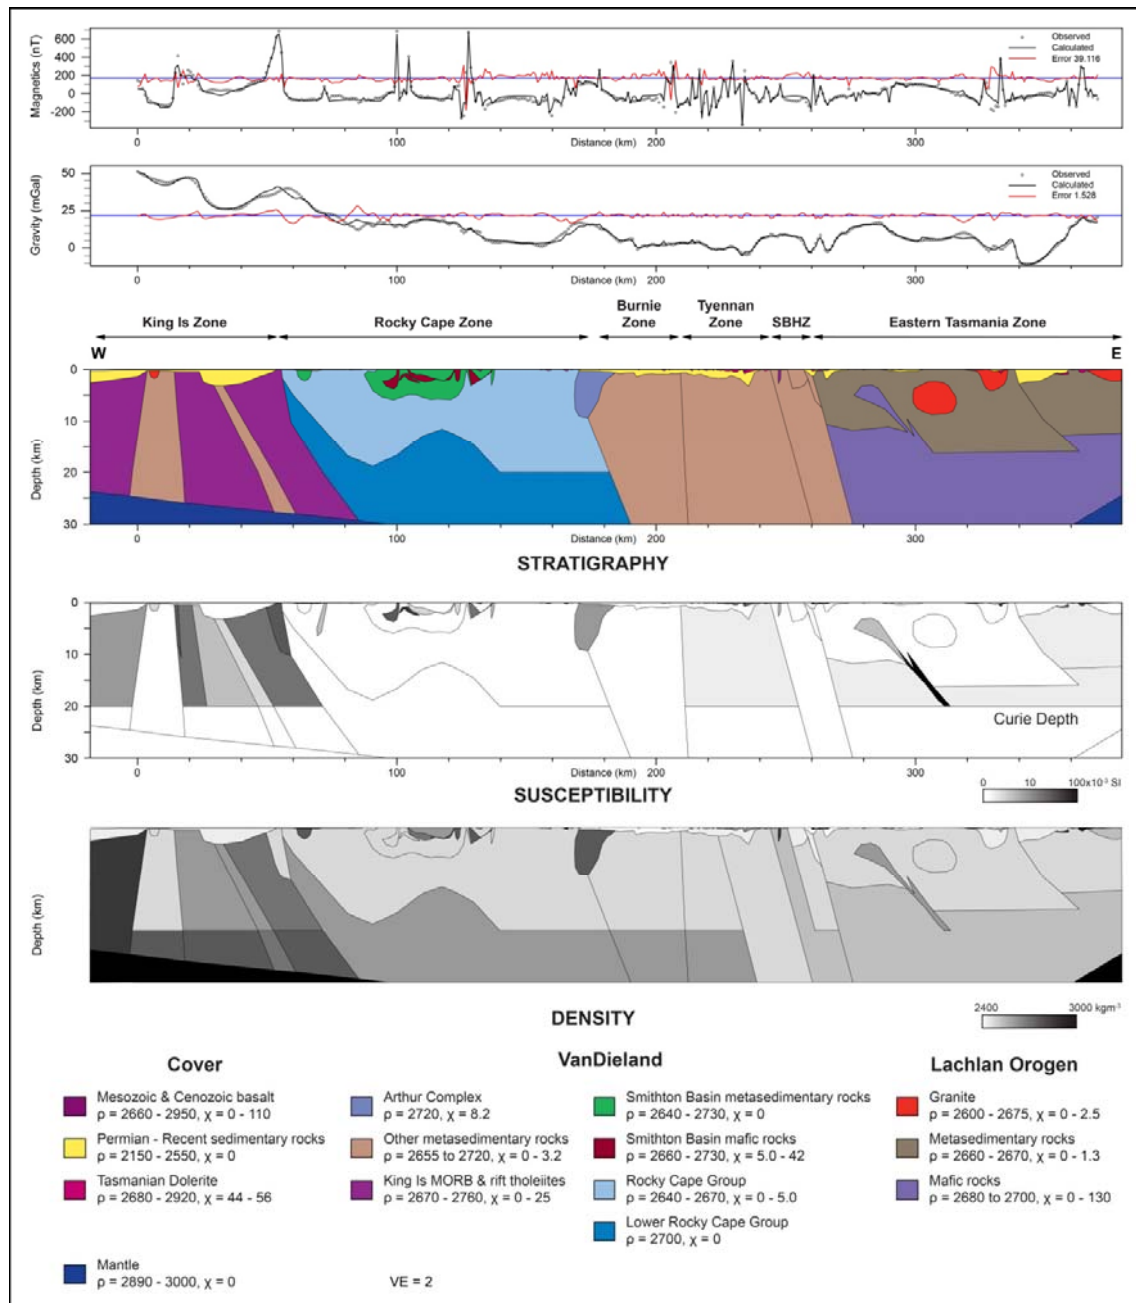 Magnetics (nT)
600
400
200
0
-200
Observed
Calculated
Error 39.116
0
100
Distance (km)
200
300
Gravity (mGal)
50
25
0
Observed
Calculated
Error 1.528
0
100
Distance (km)
200
300
King Is Zone
Rocky Cape Zone
Burnie
Zone
Tyennan
Zone
SBHZ
Eastern Tasmania Zone
W
E
Depth (km)
0
10
20
30
0
100
Distance (km)
200
300
STRATIGRAPHY
Depth (km)
0
10
20
30
Curie Depth
0
100
Distance (km)
200
300
0 10 100x10⁻³ SI
SUSCEPTIBILITY
Depth (km)
2400 3000 kgm⁻³
DENSITY
Cover
Mesozoic & Cenozoic basalt
ρ = 2660 - 2950, χ = 0 - 110
Permian - Recent sedimentary rocks
ρ = 2150 - 2550, χ = 0
Tasmanian Dolerite
ρ = 2680 - 2920, χ = 44 - 56
Mantle
ρ = 2890 - 3000, χ = 0
VanDieland
Arthur Complex
ρ = 2720, χ = 8.2
Other metasedimentary rocks
ρ = 2655 to 2720, χ = 0 - 3.2
King Is MORB & rift tholeiites
ρ = 2670 - 2760, χ = 0 - 25
Smithton Basin metasedimentary rocks
ρ = 2640 - 2730, χ = 0
Smithton Basin mafic rocks
ρ = 2660 - 2730, χ = 5.0 - 42
Rocky Cape Group
ρ = 2640 - 2670, χ = 0 - 5.0
Lower Rocky Cape Group
ρ = 2700, χ = 0
Lachlan Orogen
Granite
ρ = 2600 - 2675, χ = 0 - 2.5
Metasedimentary rocks
ρ = 2660 - 2670, χ = 0 - 1.3
Mafic rocks
ρ = 2680 to 2700, χ = 0 - 130
VE = 2